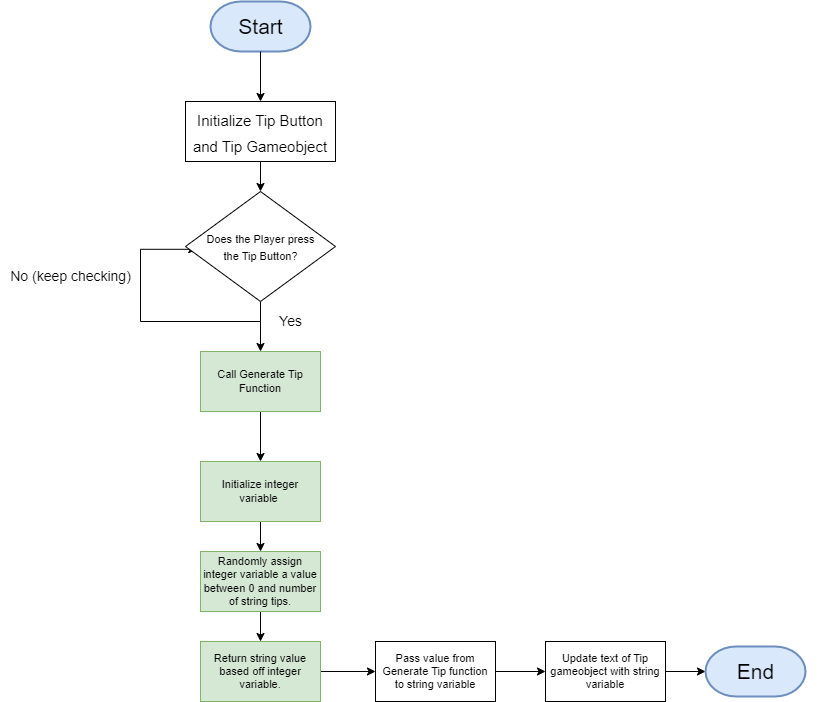 Start
Initialize Tip Button
and Tip Gameobject
Does the Player press
the Tip Button?
No (keep checking)
Yes
Call Generate Tip
Function
Initialize integer
variable
Randomly assign
integer variable a value
between 0 and number
of string tips.
Return string value
based off integer
variable.
Pass value from
Generate Tip function
to string variable
Update text of Tip
gameobject with string
variable
End